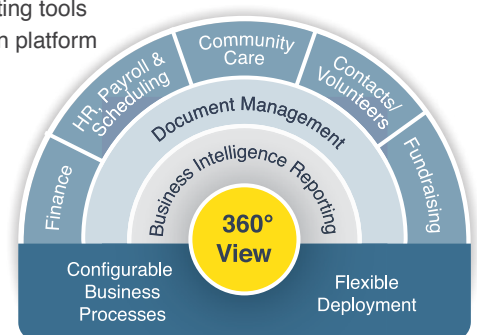 ting tools
n platform
Community
Care
HR, Payroll &
Scheduling
Contacts/
Volunteers
Finance
Fundraising
Document Management
Business Intelligence Reporting
360°
View
Configurable
Business
Processes
Flexible
Deployment